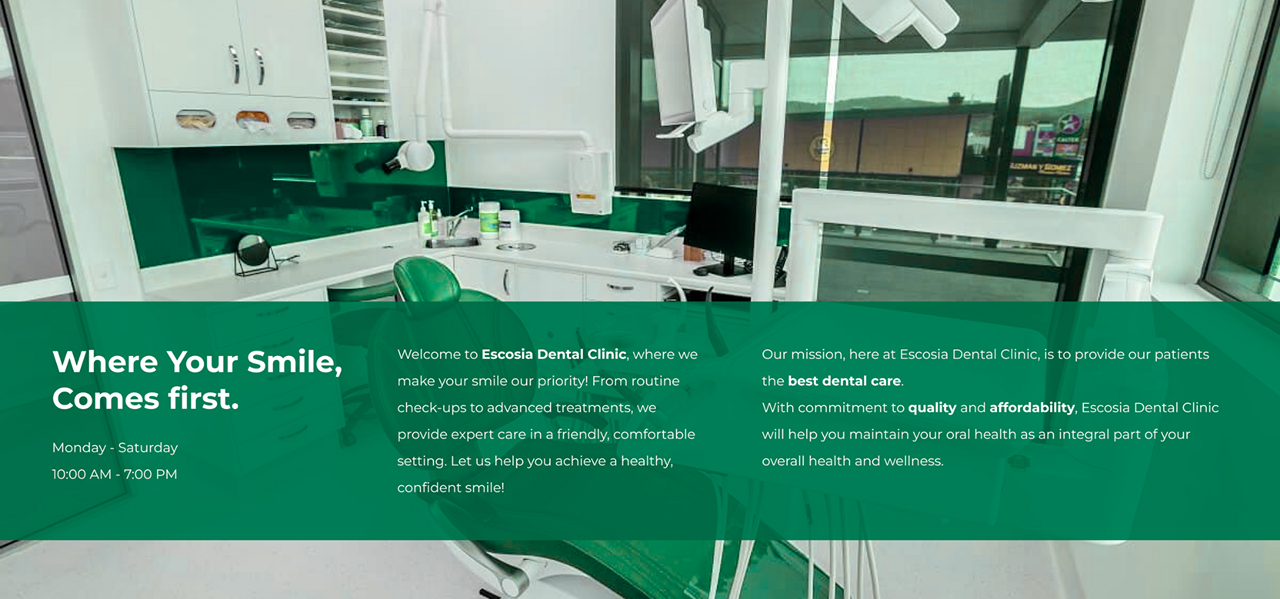 CALTEX
GUZMAN Y GOMEZ
Where Your Smile,
Comes first.
Monday - Saturday
10:00 AM - 7:00 PM
Welcome to Escosia Dental Clinic, where we
make your smile our priority! From routine
check-ups to advanced treatments, we
provide expert care in a friendly, comfortable
setting. Let us help you achieve a healthy,
confident smile!
Our mission, here at Escosia Dental Clinic, is to provide our patients
the best dental care.
With commitment to quality and affordability, Escosia Dental Clinic
will help you maintain your oral health as an integral part of your
overall health and wellness.